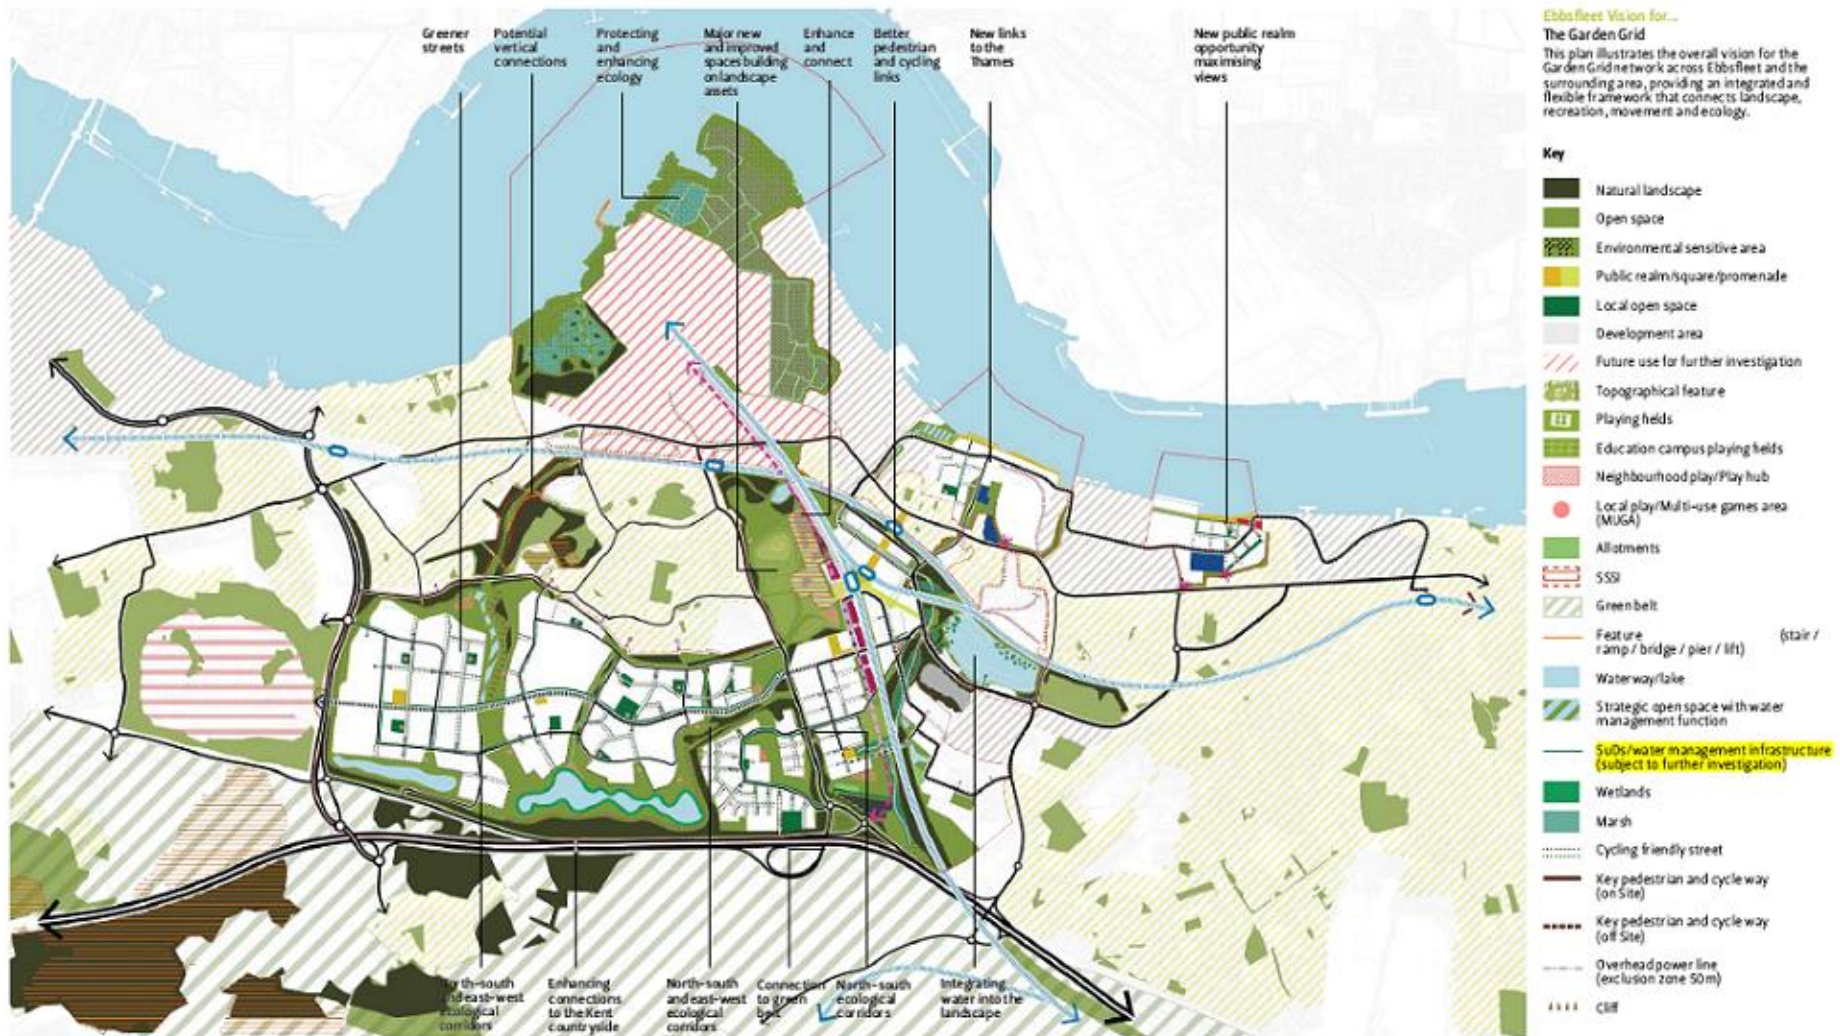 Greener
streets
Potential
vertical
connections
Protecting
and
enhancing
ecology
Major new
and improved
spaces building
on landscape
assets
Enhance
and
connect
Better
pedestrian
and cycling
links
New links
to the
Thames
New public realm
opportunity
maximising
views
North-south
and east-west
ecological
corridors
Enhancing
connections
to the Kent
countryside
North-south
and east-west
ecological
corridors
Connection
to green
belt
North-south
ecological
corridors
Integrating
water into the
landscape
Ebbsfleet Vision for...
The Garden Grid
This plan illustrates the overall vision for the
Garden Grid network across Ebbsfleet and the
surrounding area, providing an integrated and
flexible framework that connects landscape,
recreation, movement and ecology.
Key
Natural landscape
Open space
Environmental sensitive area
Public realm/square/promenade
Local open space
Development area
Future use for further investigation
Topographical feature
Playing fields
Education campus playing fields
Neighbourhood play/Play hub
Local play/Multi-use games area
(MUGA)
Allotments
SSSI
Green belt
Feature (stair /
ramp / bridge / pier / lift)
Waterway/lake
Strategic open space with water
management function
SuDs/water management infrastructure
(subject to further investigation)
Wetlands
Marsh
Cycling friendly street
Key pedestrian and cycle way
(on Site)
Key pedestrian and cycle way
(off Site)
Overhead power line
(exclusion zone 50m)
Cliff